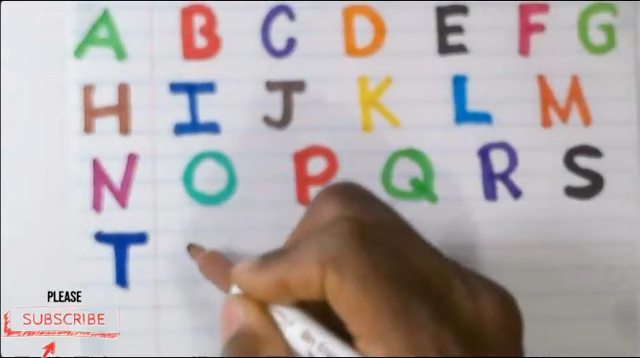 A B C D E F G
H I J K L M
N O P Q R S
T
PLEASE
SUBSCRIBE